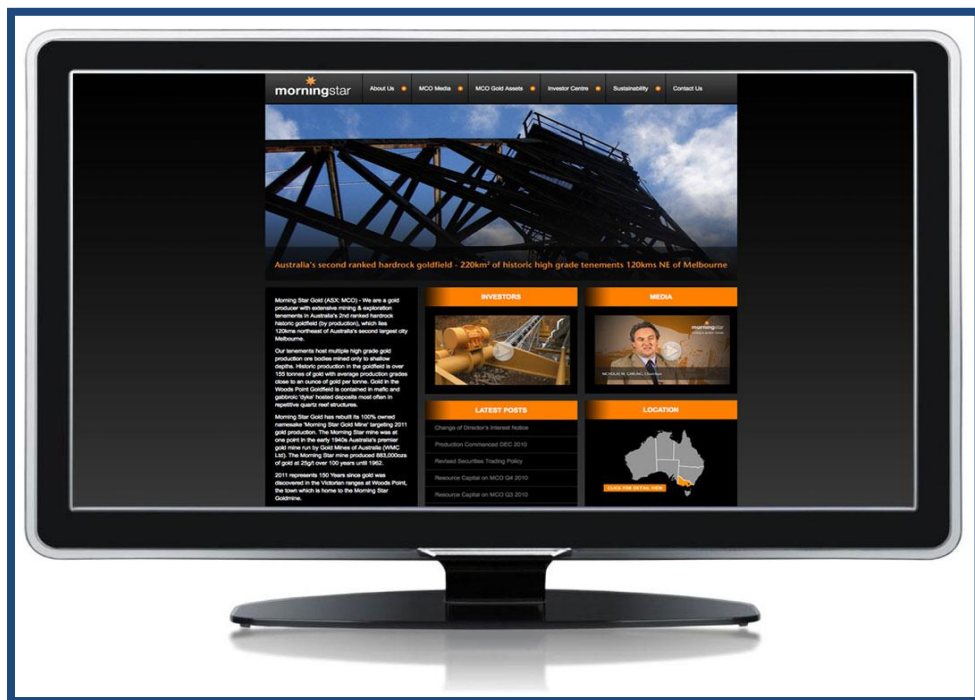 morningstar
About Us
MCO Media
MCO Gold Assets
Investor Centre
Sustainability
Contact Us
Australia's second ranked hardrock goldfield - 220km² of historic high grade tenements 120kms NE of Melbourne
Morning Star Gold (ASX: MCO) - We are a gold
producer with extensive mining & exploration
tenements in Australia's 2nd ranked hardrock
historic goldfield (by production), which lies
120kms northeast of Australia's second largest city
Melbourne.
Our tenements host multiple high grade gold
production ore bodies mined only to shallow
depths. Historic production in the goldfield is over
155 tonnes of gold with average production grades
close to an ounce of gold per tonne. Gold in the
Woods Point Goldfield is contained in mafic and
gabbroic 'dyke' hosted deposits most often in
repetitive quartz reef structures.
Morning Star Gold has rebuilt its 100% owned
namesake 'Morning Star Gold Mine' targeting 2011
gold production. The Morning Star mine was at
one point in the early 1940s Australia's premier
gold mine run by Gold Mines of Australia (WMC
Ltd). The Morning Star mine produced 883,000ozs
of gold at 25g/t over 100 years until 1962.
2011 represents 150 Years since gold was
discovered in the Victorian ranges at Woods Point,
the town which is home to the Morning Star
Goldmine.
INVESTORS
MEDIA
morningstar
LATEST POSTS
Change of Director's Interest Notice
Production Commenced DEC 2010
Revised Securities Trading Policy
Resource Capital on MCO Q4 2010
Resource Capital on MCO Q3 2010
LOCATION
CLICK FOR DETAIL VIEW